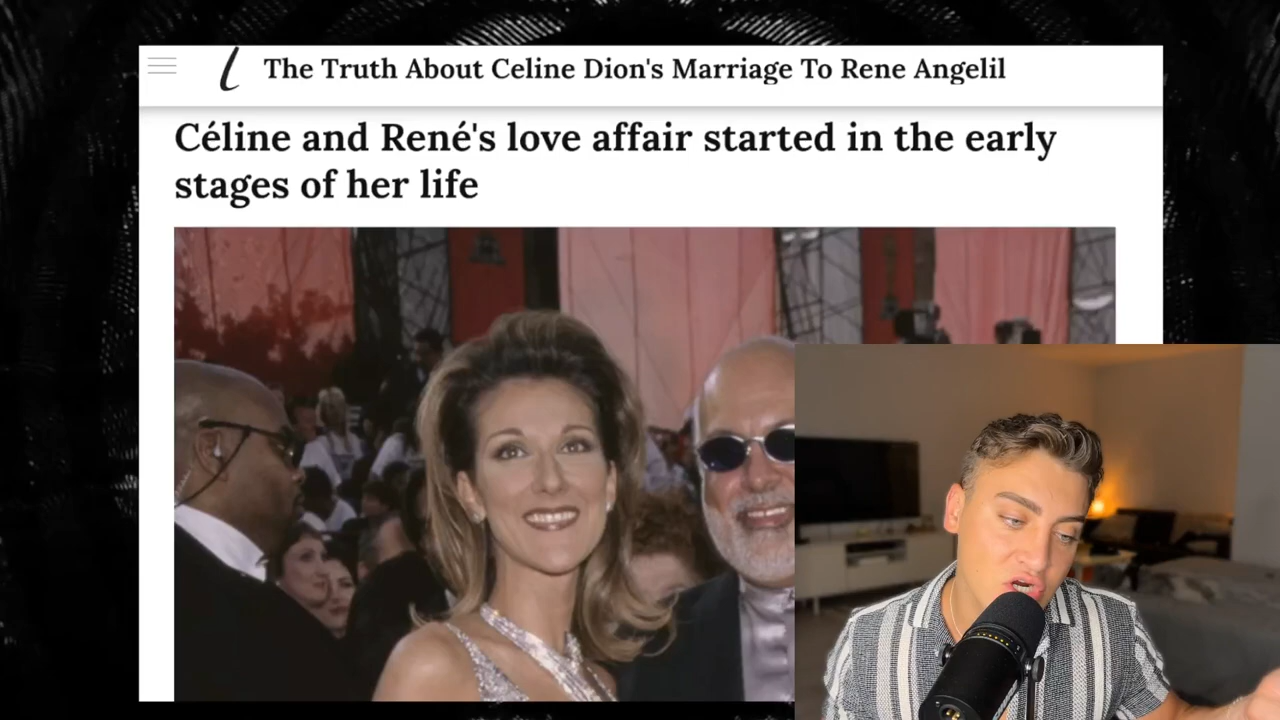 The Truth About Celine Dion's Marriage To Rene Angelil
Céline and René's love affair started in the early
stages of her life